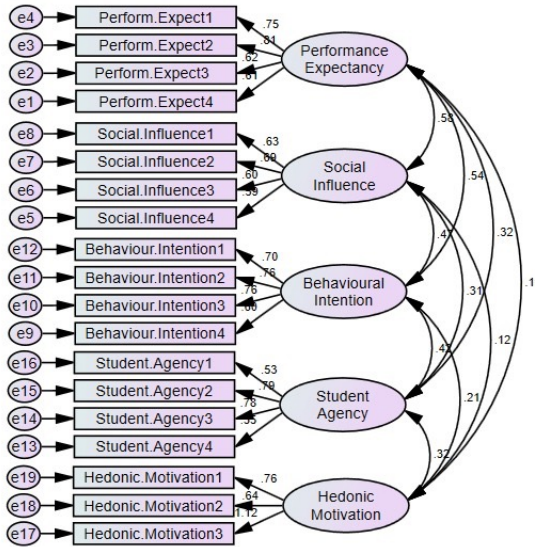 e4 Perform.Expect1 .75
e3 Perform.Expect2 .81
e2 Perform.Expect3 .62
e1 Perform.Expect4 .61
Performance
Expectancy
e8 Social.Influence1 .63
e7 Social.Influence2 .69
e6 Social.Influence3 .60
e5 Social.Influence4 .59
Social
Influence
e12 Behaviour.Intention1 .70
e11 Behaviour.Intention2 .76
e10 Behaviour.Intention3 .76
e9 Behaviour.Intention4 .60
Behavioural
Intention
e16 Student.Agency1 .53
e15 Student.Agency2 .79
e14 Student.Agency3 .78
e13 Student.Agency4
Student
Agency
e19 Hedonic.Motivation1 .76
e18 Hedonic.Motivation2 .64
e17 Hedonic.Motivation3 1.12
Hedonic
Motivation
.58
.54
.47
.32
.31
.1
.12
.21
.32